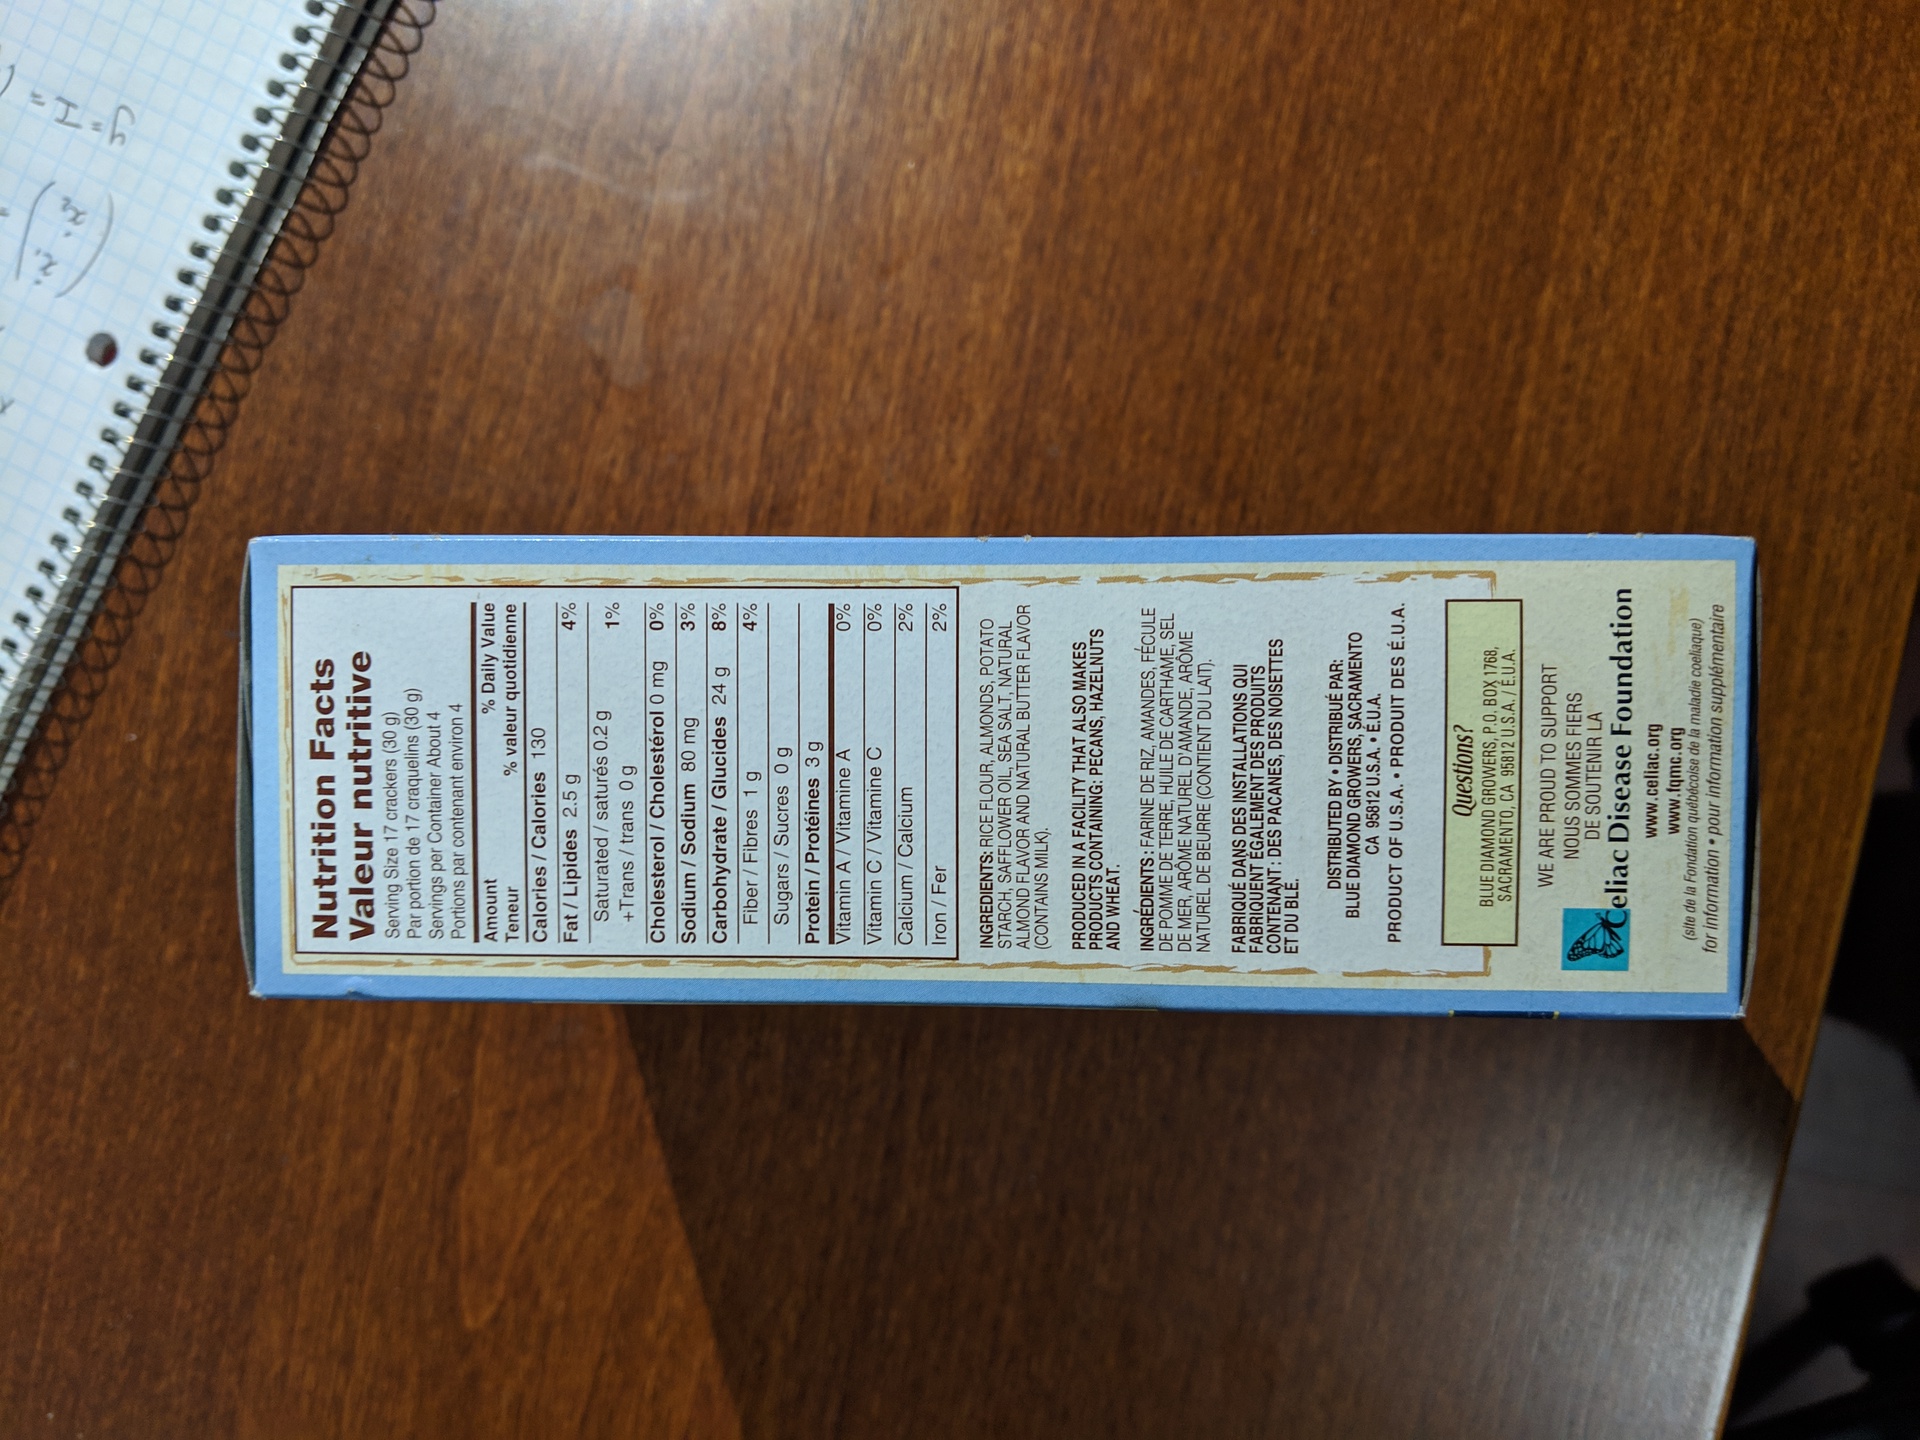 Nutrition Facts
Valeur nutritive
Serving Size 17 crackers (30 g)
Par portion de 17 craquelins (30 g)
Servings per Container About 4
Portions par contenant environ 4
Amount % Daily Value
Teneur % valeur quotidienne
Calories / Calories 130
Fat / Lipides 2.5 g 4%
Saturated / saturés 0.2 g 1%
+Trans / trans 0 g
Cholesterol / Cholestérol 0 mg 0%
Sodium / Sodium 80 mg 3%
Carbohydrate / Glucides 24 g 8%
Fiber / Fibres 1 g 4%
Sugars / Sucres 0 g
Protein / Protéines 3 g
Vitamin A / Vitamine A 0%
Vitamin C / Vitamine C 0%
Calcium / Calcium 2%
Iron / Fer 2%
INGREDIENTS: RICE FLOUR, ALMONDS, POTATO
STARCH, SAFFLOWER OIL, SEA SALT, NATURAL
ALMOND FLAVOR AND NATURAL BUTTER FLAVOR
(CONTAINS MILK).
PRODUCED IN A FACILITY THAT ALSO MAKES
PRODUCTS CONTAINING: PECANS, HAZELNUTS
AND WHEAT.
INGRÉDIENTS : FARINE DE RIZ, AMANDES, FÉCULE
DE POMME DE TERRE, HUILE DE CARTHAME, SEL
DE MER, ARÔME NATUREL D'AMANDE, ARÔME
NATUREL DE BEURRE (CONTIENT DU LAIT).
FABRIQUÉ DANS DES INSTALLATIONS QUI
FABRIQUENT ÉGALEMENT DES PRODUITS
CONTENANT : DES PACANES, DES NOISETTES
ET DU BLÉ.
DISTRIBUTED BY • DISTRIBUÉ PAR:
BLUE DIAMOND GROWERS, SACRAMENTO
CA 95812 U.S.A. • É.U.A.
PRODUCT OF U.S.A. • PRODUIT DES É.U.A.
Questions?
BLUE DIAMOND GROWERS, P.O. BOX 1768,
SACRAMENTO, CA 95812 U.S.A. / É.U.A.
WE ARE PROUD TO SUPPORT
NOUS SOMMES FIERS
DE SOUTENIR LA
Celiac Disease Foundation
www.celiac.org
www.fqmc.org
(site de la Fondation québécoise de la maladie coeliaque)
for information • pour information supplémentaire
y = I =